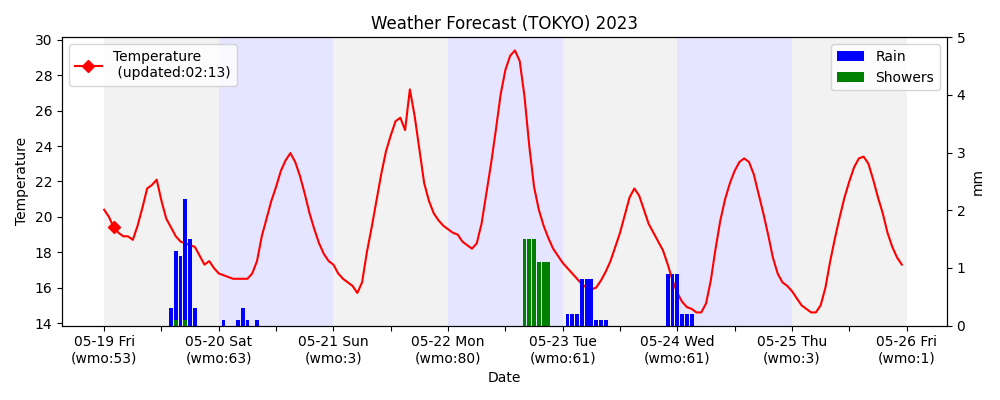 Weather Forecast (TOKYO) 2023
Temperature
(updated:02:13)
Rain
Showers
30
28
26
24
22
20
18
16
14
Temperature
5
4
3
2
1
0
mm
05-19 Fri
(wmo:53)
05-20 Sat
(wmo:63)
05-21 Sun
(wmo:3)
05-22 Mon
(wmo:80)
05-23 Tue
(wmo:61)
05-24 Wed
(wmo:61)
05-25 Thu
(wmo:3)
05-26 Fri
(wmo:1)
Date